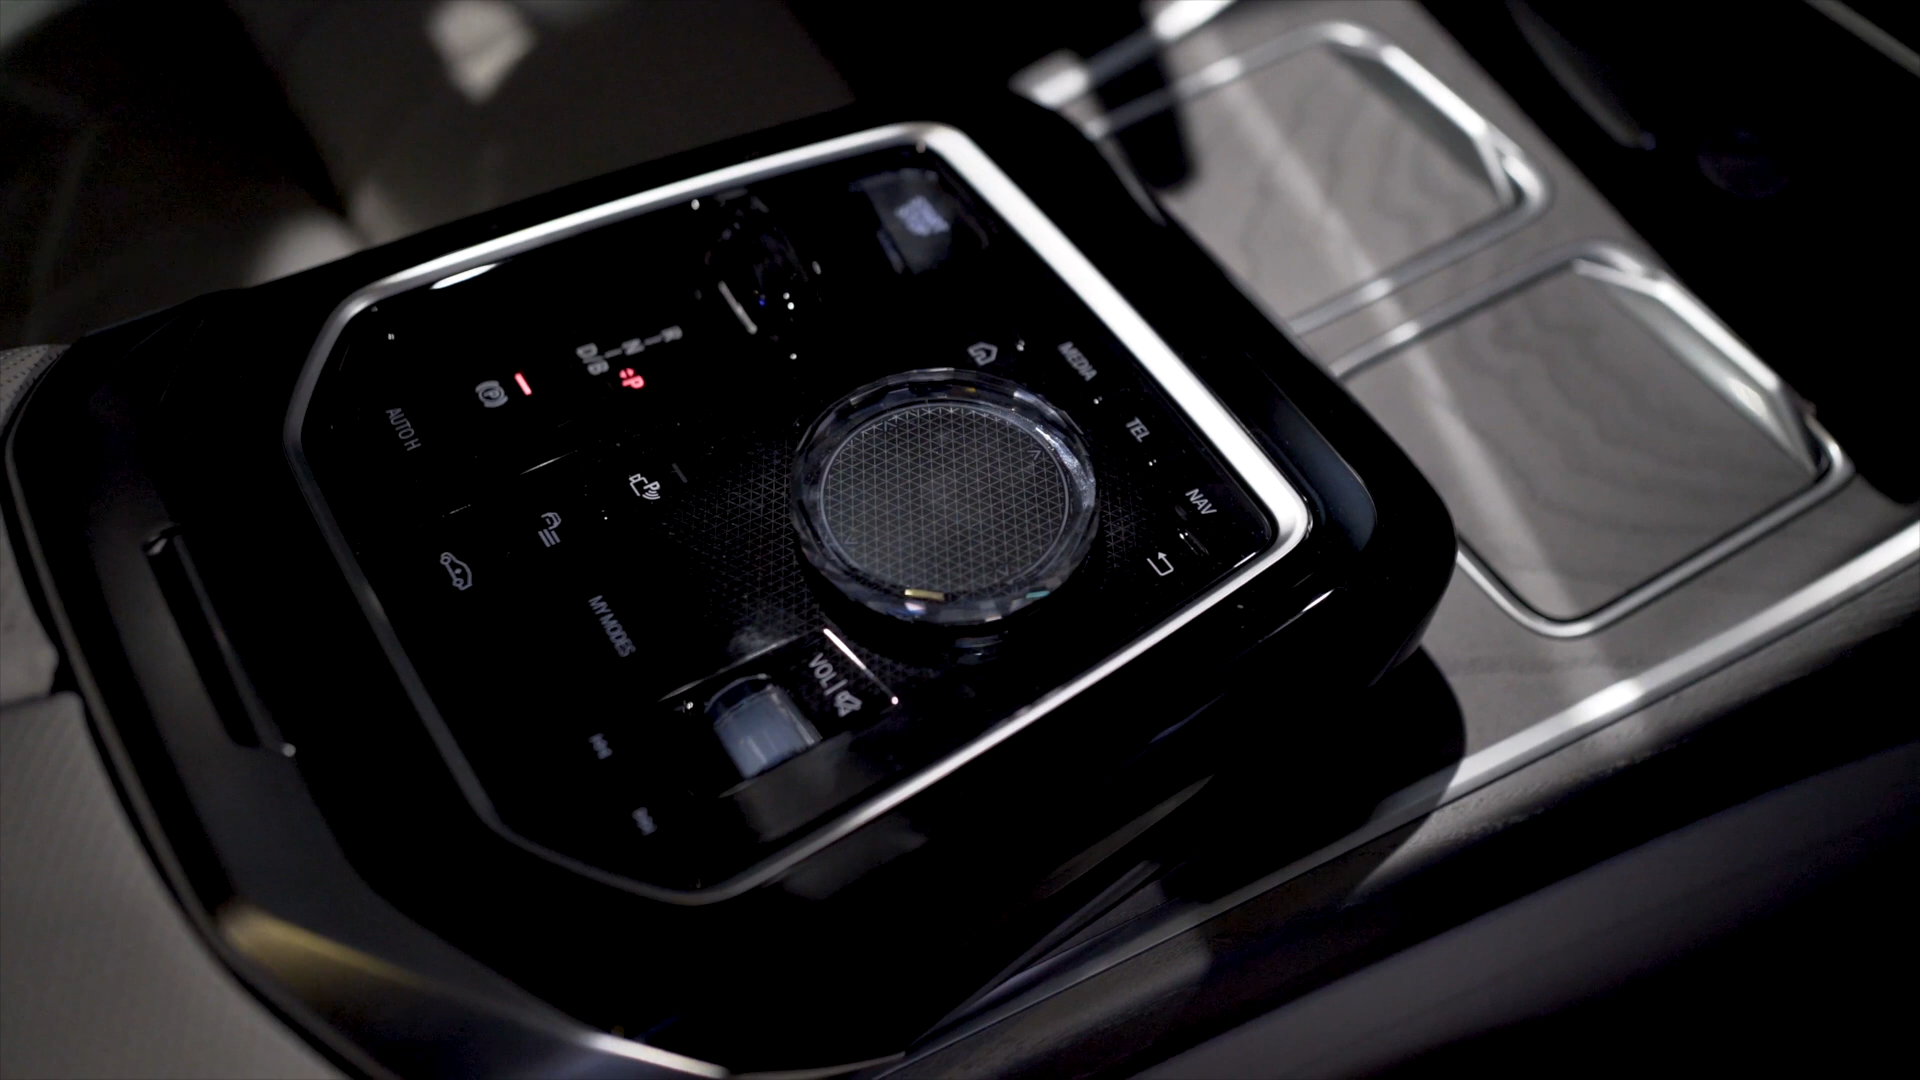 D/B – N – R
P
(P)
AUTO H
P
MEDIA
TEL
NAV
MY MODES
VOL |